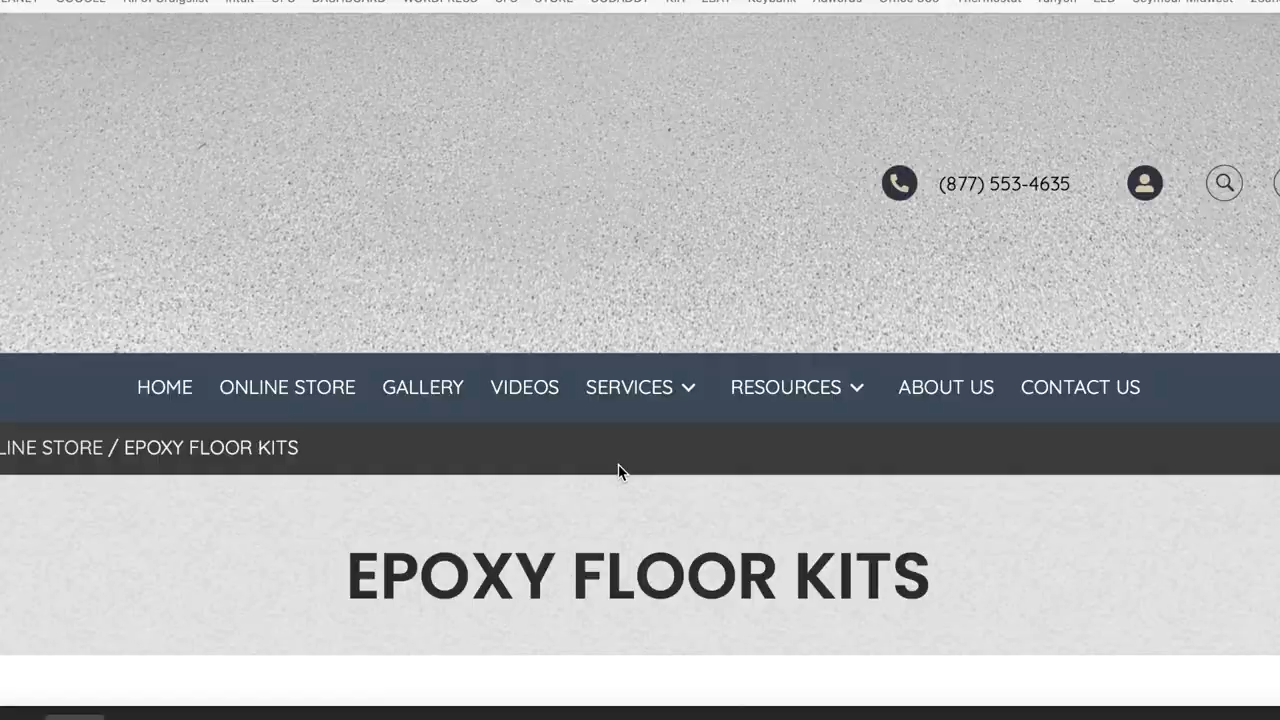 (877) 553-4635
HOME ONLINE STORE GALLERY VIDEOS SERVICES RESOURCES ABOUT US CONTACT US
LINE STORE / EPOXY FLOOR KITS
EPOXY FLOOR KITS